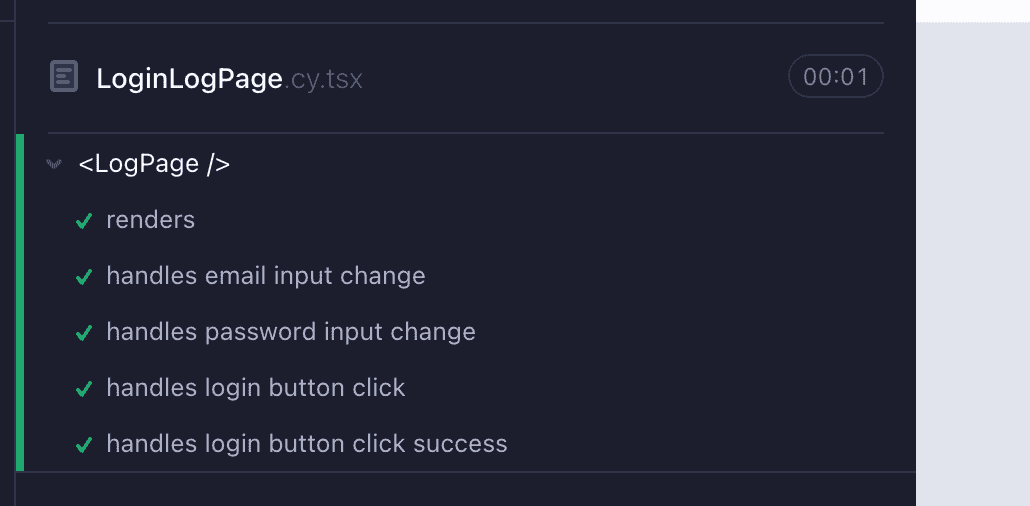 LoginLogPage.cy.tsx 00:01
<LogPage />
renders
handles email input change
handles password input change
handles login button click
handles login button click success